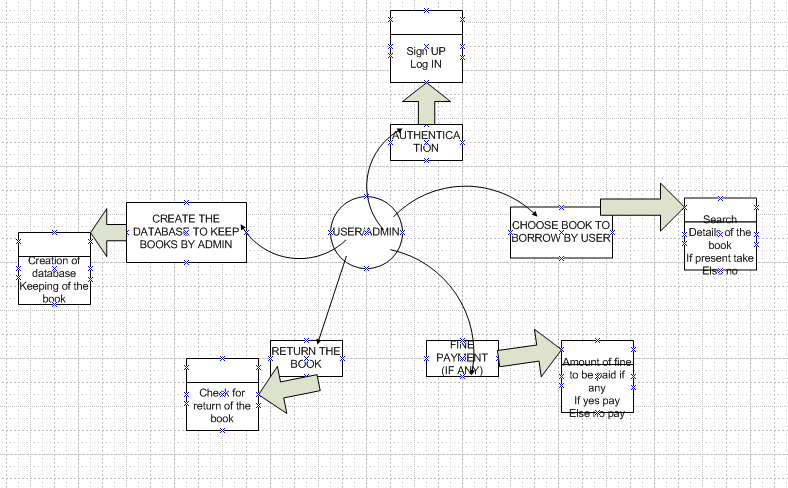 Sign UP
Log IN
AUTHENTICA
TION
USER/ADMIN
CREATE THE
DATABASE TO KEEP
BOOKS BY ADMIN
Creation of
database
Keeping of the
book
CHOOSE BOOK TO
BORROW BY USER
Search
Details of the
book
If present take
Else no
RETURN THE
BOOK
Check for
return of the
book
FINE
PAYMENT
(IF ANY)
Amount of fine
to be paid if
any
If yes pay
Else no pay